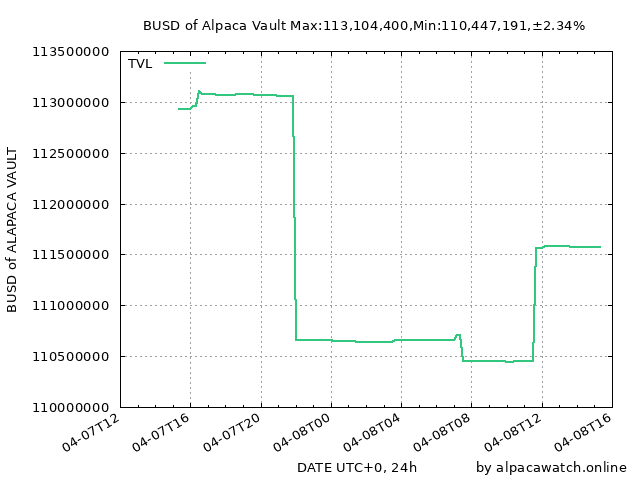 BUSD of Alpaca Vault Max:113,104,400,Min:110,447,191,±2.34%
TVL
113500000
113000000
112500000
112000000
111500000
111000000
110500000
110000000
BUSD of ALAPACA VAULT
04-07T12
04-07T16
04-07T20
04-08T00
04-08T04
04-08T08
04-08T12
04-08T16
DATE UTC+0, 24h
by alpacawatch.online